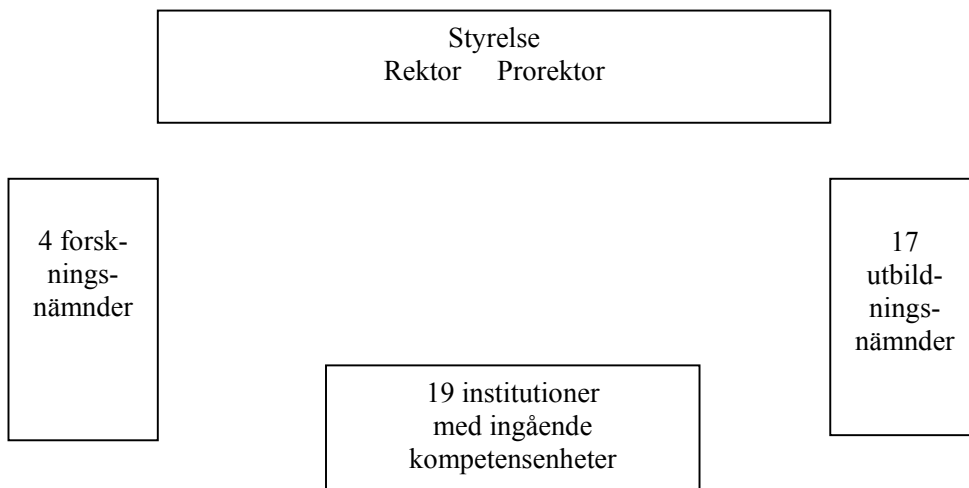 Styrelse
Rektor Prorektor
4 forsk-
nings-
nämnder
17
utbild-
nings-
nämnder
19 institutioner
med ingående
kompetensenheter